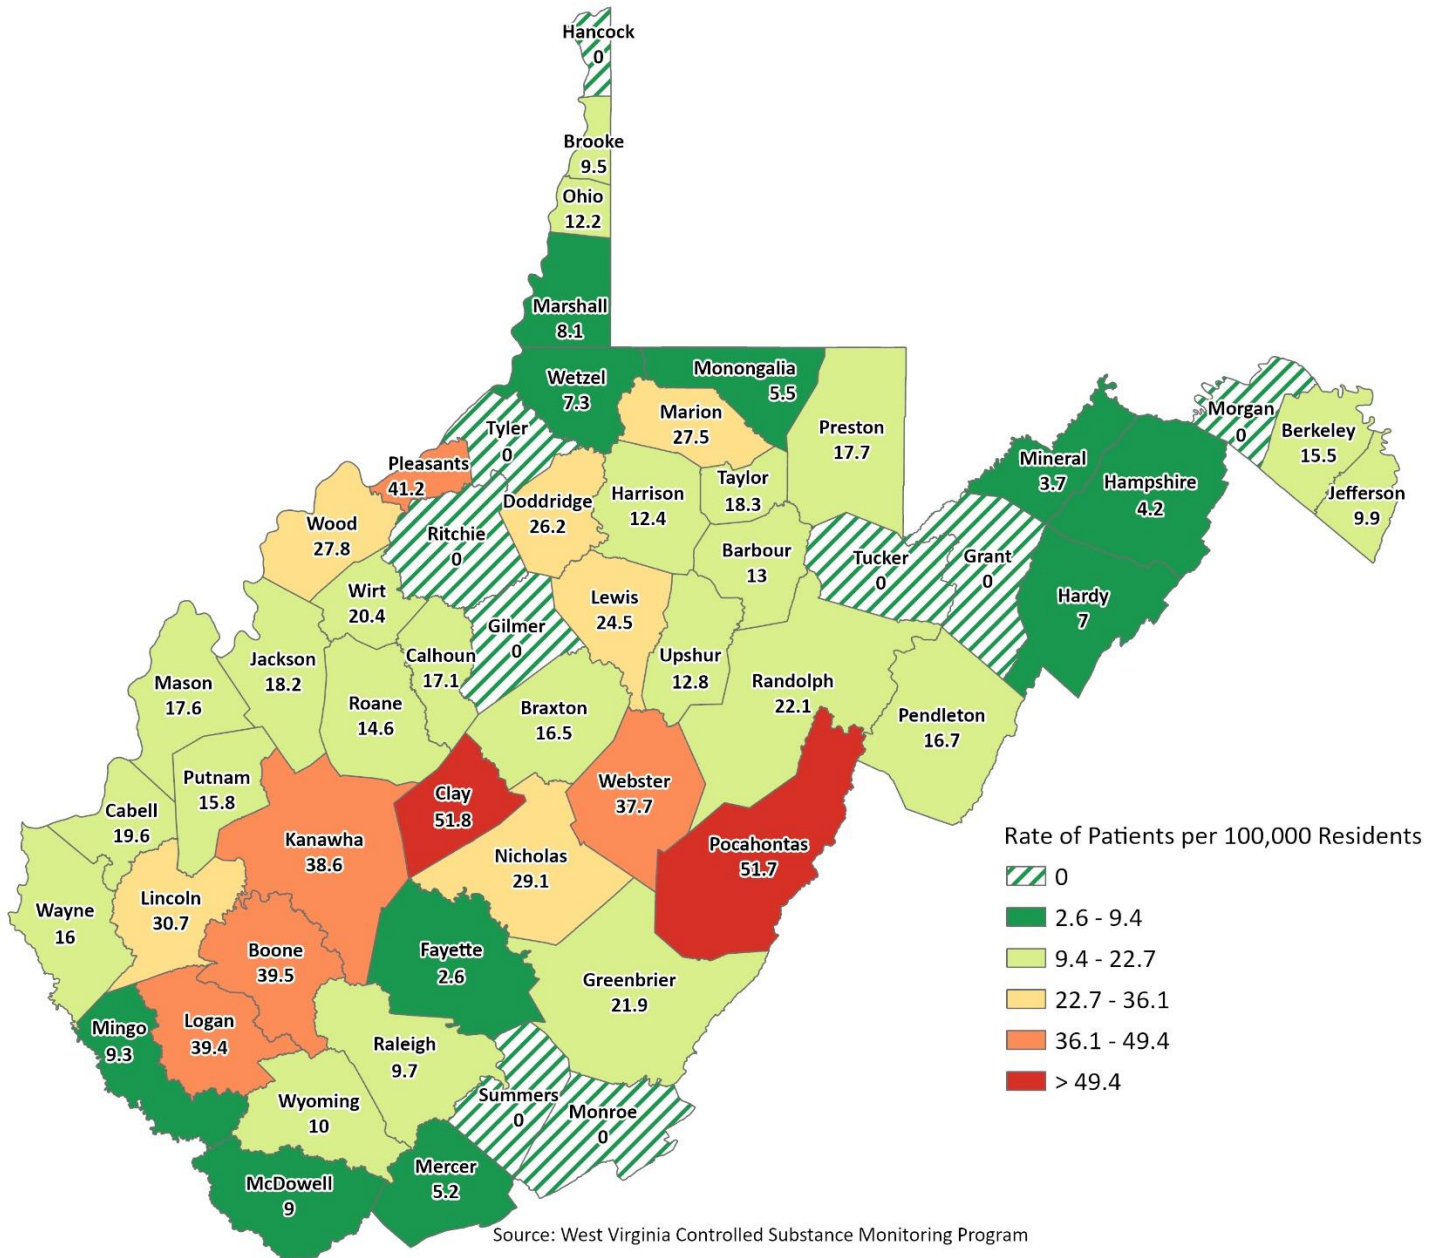 Hancock
0
Brooke
9.5
Ohio
12.2
Marshall
8.1
Wetzel
7.3
Monongalia
5.5
Marion
27.5
Preston
17.7
Tyler
0
Pleasants
41.2
Doddridge
26.2
Harrison
12.4
Taylor
18.3
Wood
27.8
Ritchie
0
Barbour
13
Tucker
0
Grant
0
Mineral
3.7
Hampshire
4.2
Morgan
0
Berkeley
15.5
Jefferson
9.9
Hardy
7
Wirt
20.4
Gilmer
0
Lewis
24.5
Upshur
12.8
Randolph
22.1
Pendleton
16.7
Mason
17.6
Jackson
18.2
Calhoun
17.1
Roane
14.6
Braxton
16.5
Putnam
15.8
Cabell
19.6
Clay
51.8
Webster
37.7
Pocahontas
51.7
Kanawha
38.6
Nicholas
29.1
Wayne
16
Lincoln
30.7
Boone
39.5
Fayette
2.6
Greenbrier
21.9
Mingo
9.3
Logan
39.4
Raleigh
9.7
Wyoming
10
Summers
0
Monroe
0
McDowell
9
Mercer
5.2
Rate of Patients per 100,000 Residents
0
2.6 - 9.4
9.4 - 22.7
22.7 - 36.1
36.1 - 49.4
> 49.4
Source: West Virginia Controlled Substance Monitoring Program